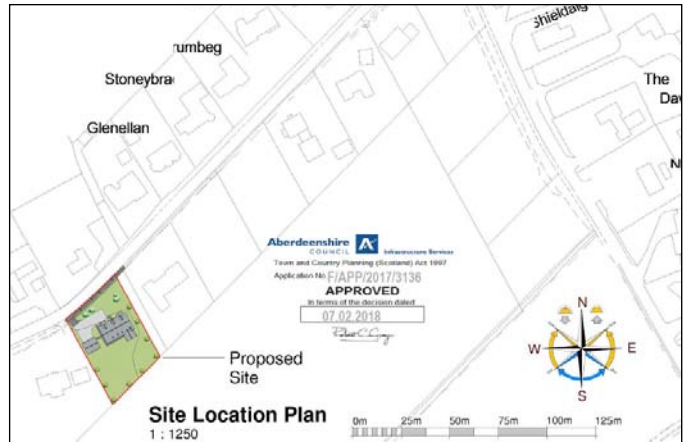 Shieldaig
rumbeg
Stoneybra
The
Dav
Glenellan
N
Aberdeenshire
COUNCIL
Infrastructure Services
Town and Country Planning (Scotland) Act 1997
Application No F/APP/2017/3136
APPROVED
In terms of the decision dated
07.02.2018
N
W E
S
Proposed
Site
Site Location Plan
1 : 1250
0m 25m 50m 75m 100m 125m